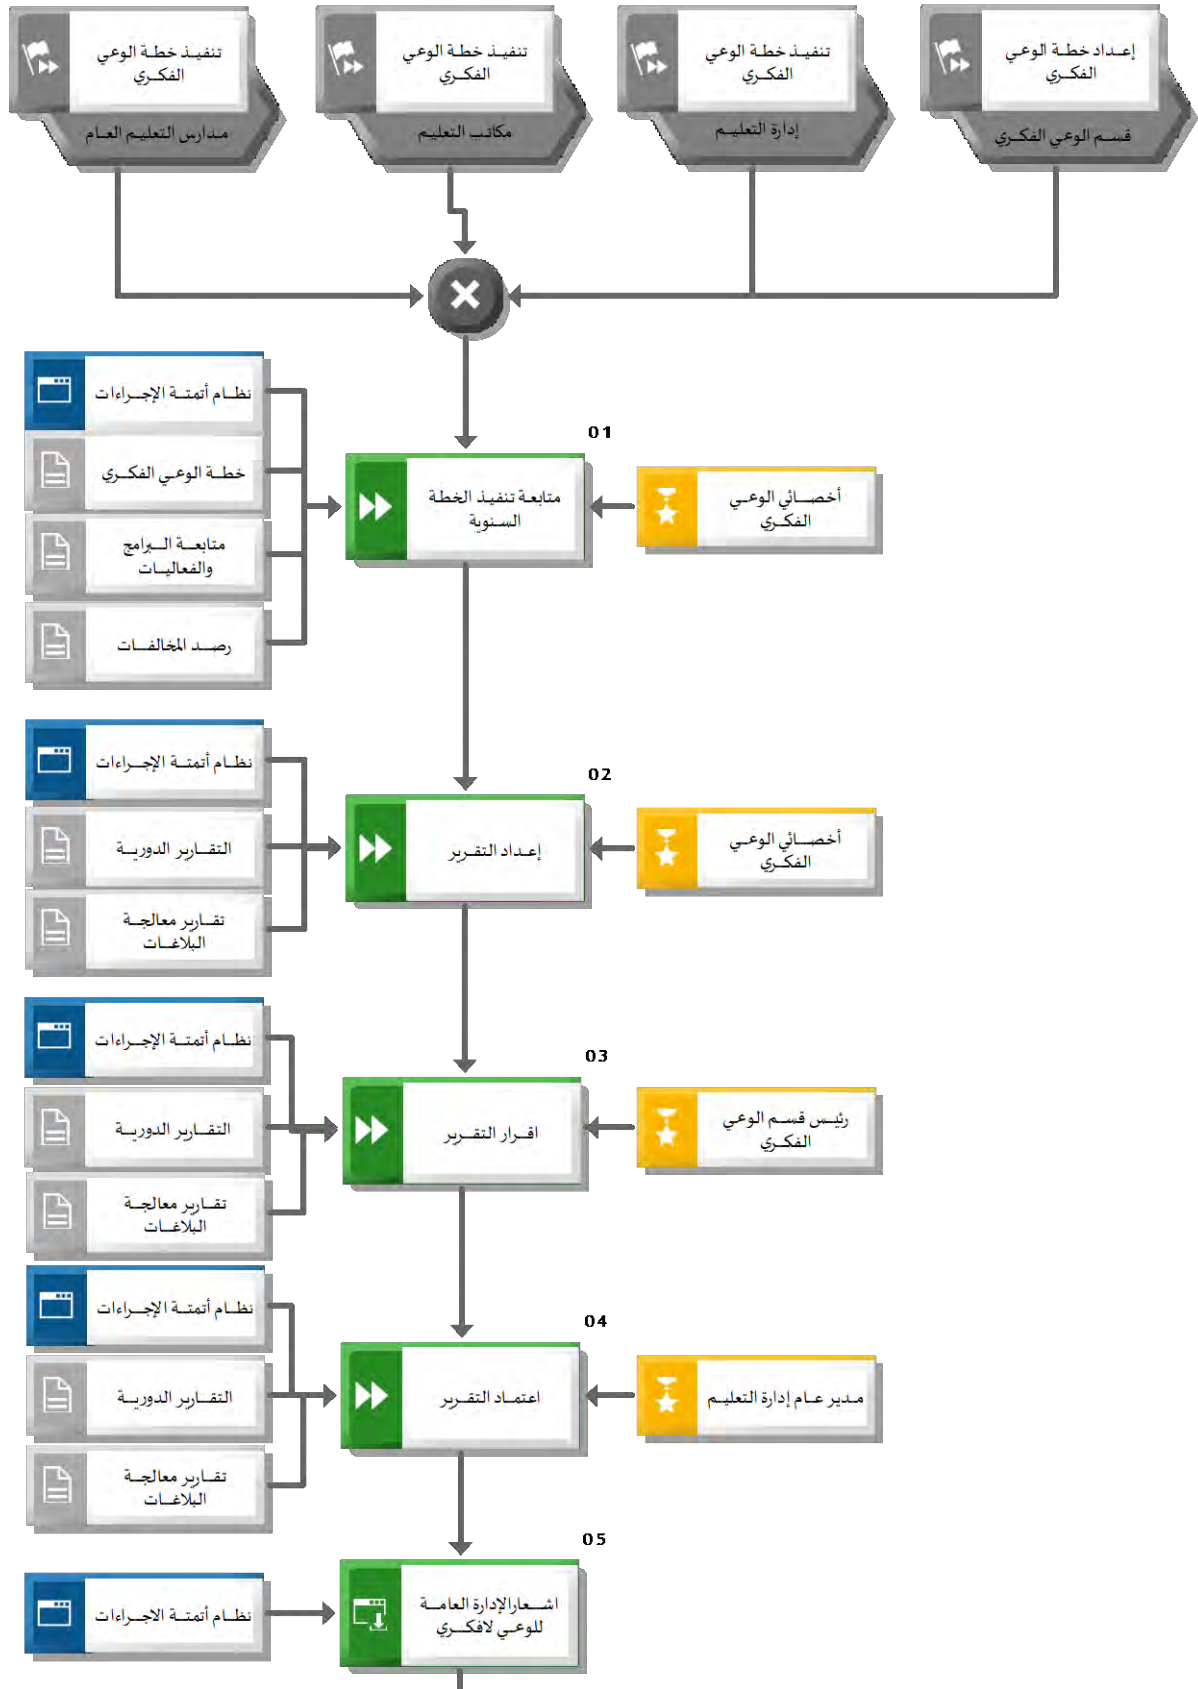 إعداد خطة الوعي
الفكري
قسم الوعي الفكري
تنفيذ خطة الوعي
الفكري
إدارة التعليم
تنفيذ خطة الوعي
الفكري
مكاتب التعليم
تنفيذ خطة الوعي
الفكري
مدارس التعليم العام
01
أخصائي الوعي
الفكري
متابعة تنفيذ الخطة
السنوية
نظام أتمتة الإجراءات
خطة الوعي الفكري
متابعة البرامج
والفعاليات
رصد المخالفات
02
أخصائي الوعي
الفكري
إعداد التقرير
نظام أتمتة الإجراءات
التقارير الدورية
تقارير معالجة
البلاغات
03
رئيس قسم الوعي
الفكري
اقرار التقرير
نظام أتمتة الإجراءات
التقارير الدورية
تقارير معالجة
البلاغات
04
مدير عام إدارة التعليم
اعتماد التقرير
نظام أتمتة الإجراءات
التقارير الدورية
تقارير معالجة
البلاغات
05
اشعارالإدارة العامة
للوعي لافكري
نظام أتمتة الاجراءات